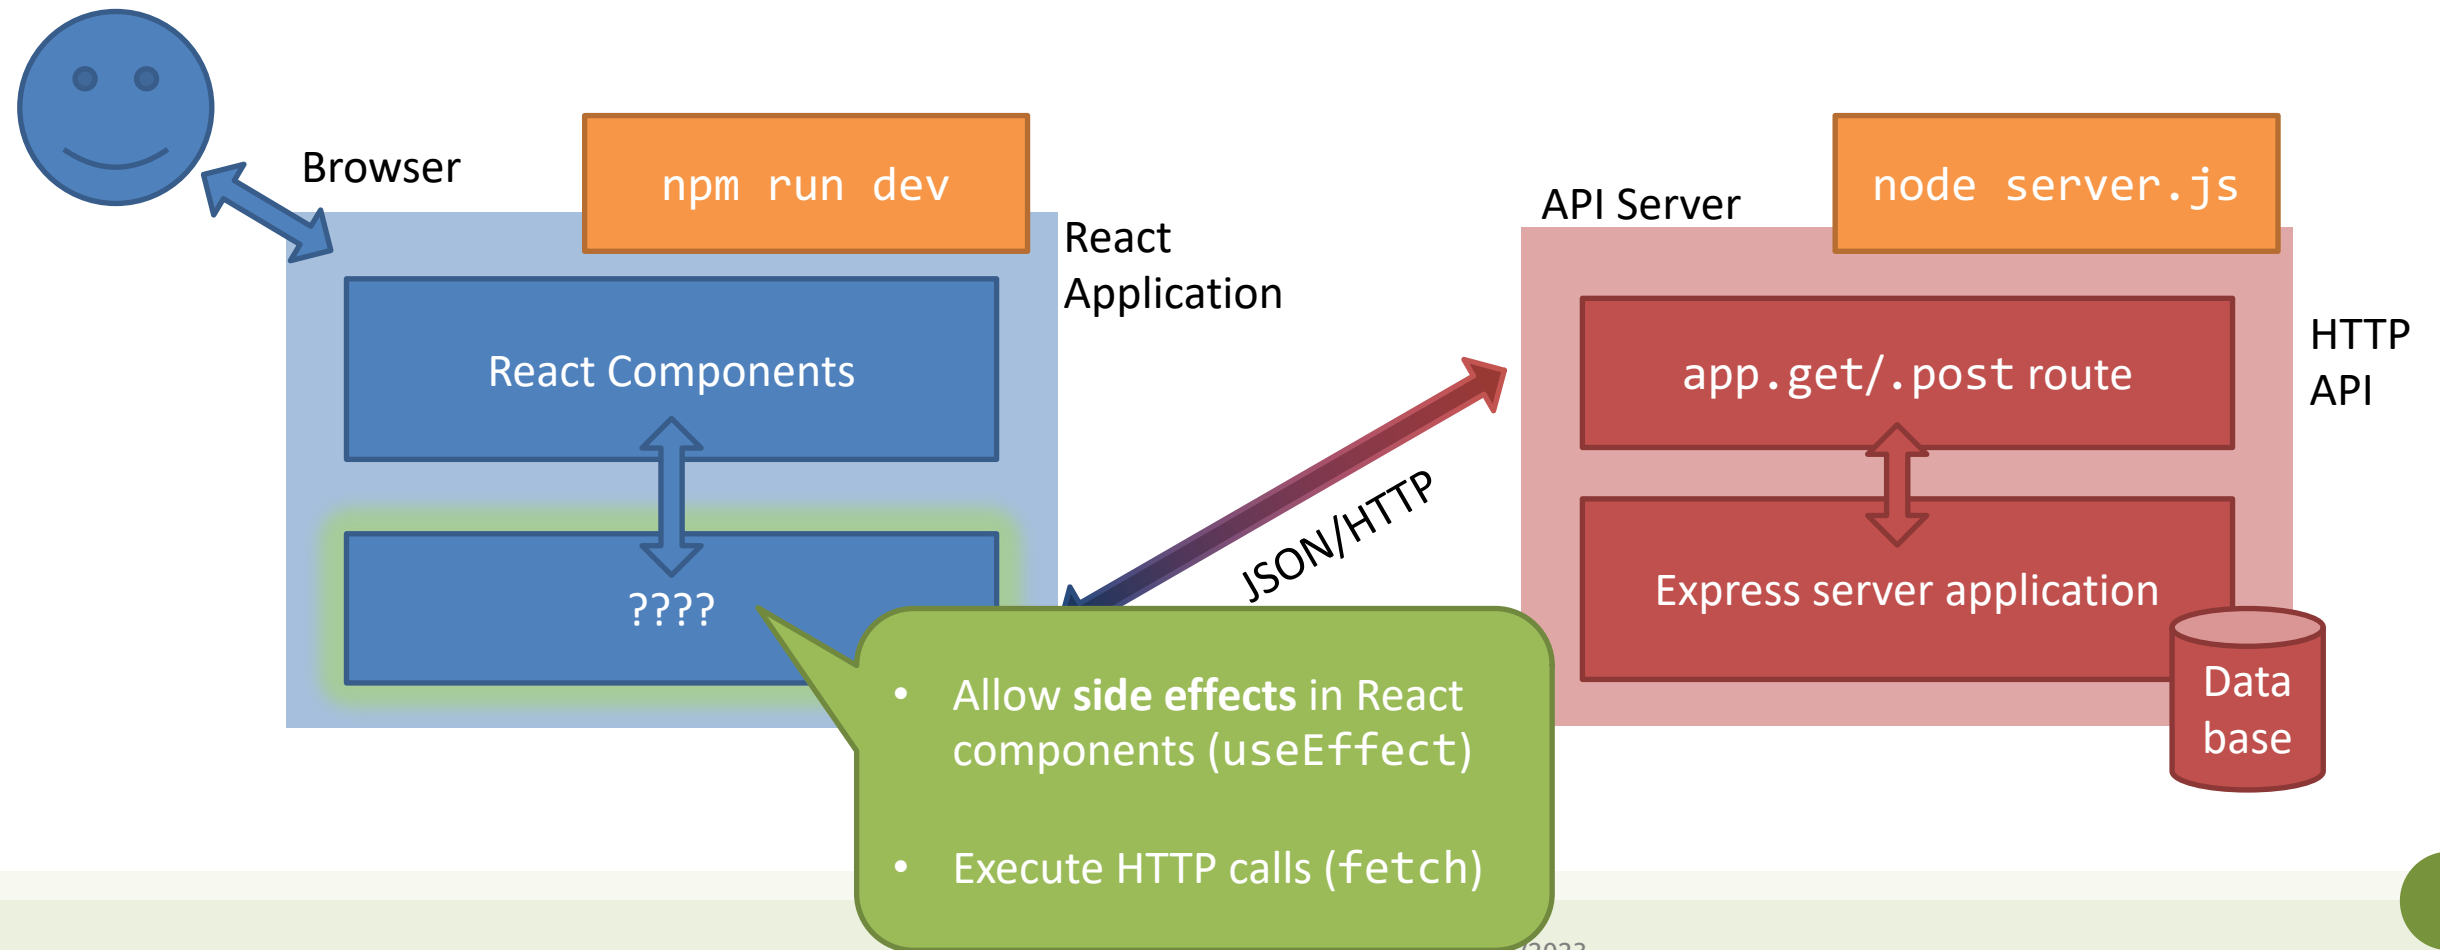 Browser
npm run dev
React
Application
React Components
????
JSON/HTTP
API Server
node server.js
HTTP
API
app.get/.post route
Express server application
Data
base
• Allow side effects in React
components (useEffect)
• Execute HTTP calls (fetch)
/2023